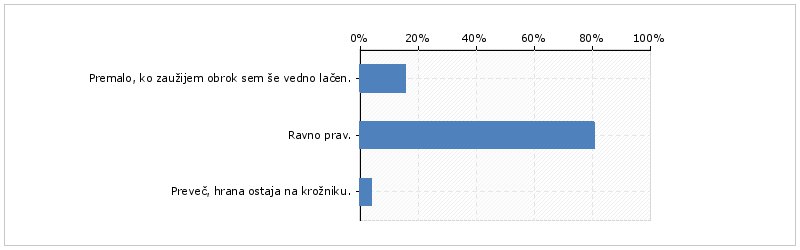 0% 20% 40% 60% 80% 100%
Premalo, ko zaužijem obrok sem še vedno lačen.
Ravno prav.
Preveč, hrana ostaja na krožniku.